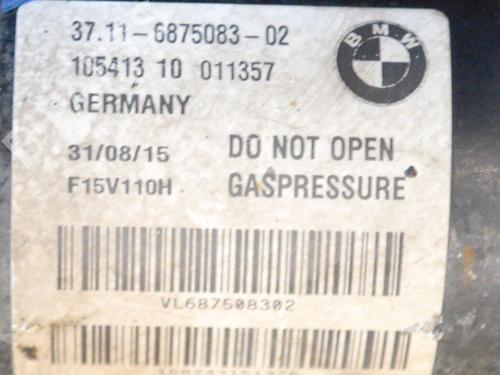 37.11-6875083-02
105413 10 011357
GERMANY
31/08/15
DO NOT OPEN
F15V110H
GASPRESSURE
BMW
VL687508302